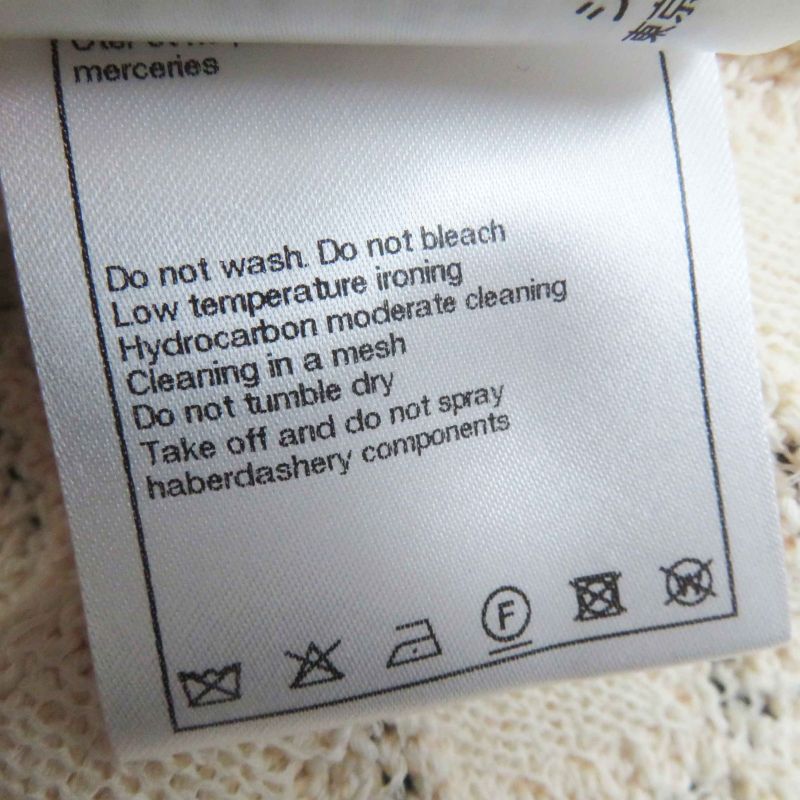 merceries
Do not wash. Do not bleach
Low temperature ironing
Hydrocarbon moderate cleaning
Cleaning in a mesh
Do not tumble dry
Take off and do not spray
haberdashery components
F
W